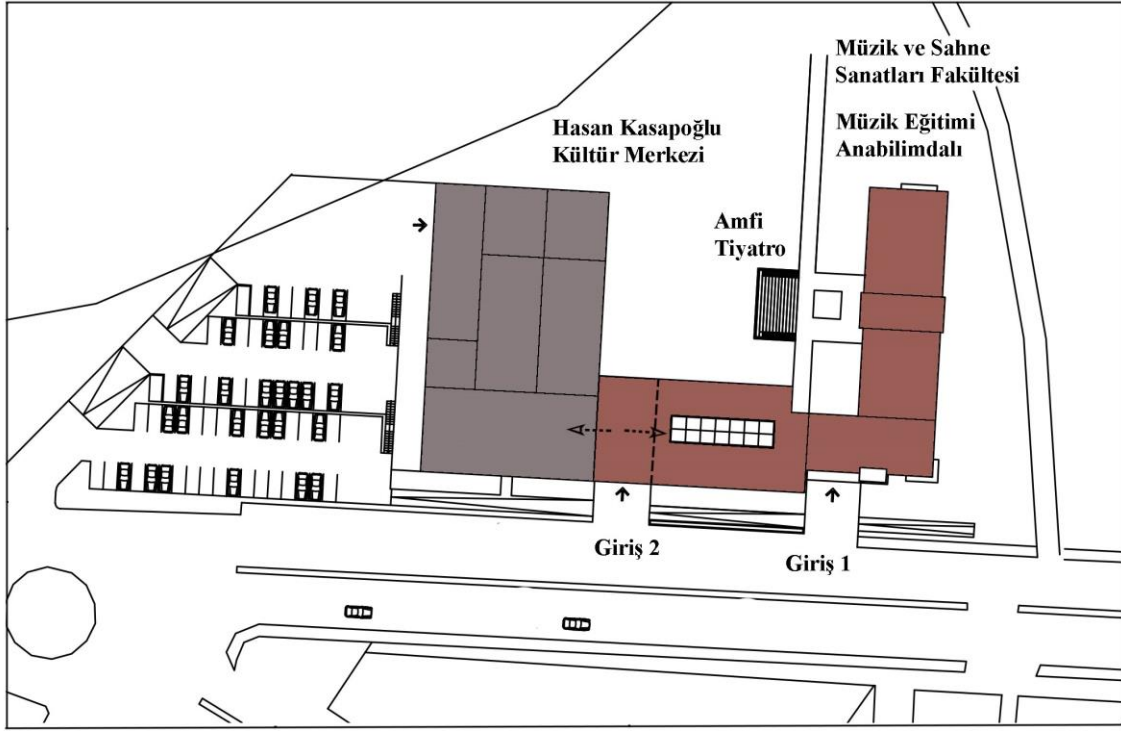 Müzik ve Sahne
Sanatları Fakültesi
Müzik Eğitimi
Anabilimdalı
Hasan Kasapoğlu
Kültür Merkezi
Amfi
Tiyatro
Giriş 2
Giriş 1